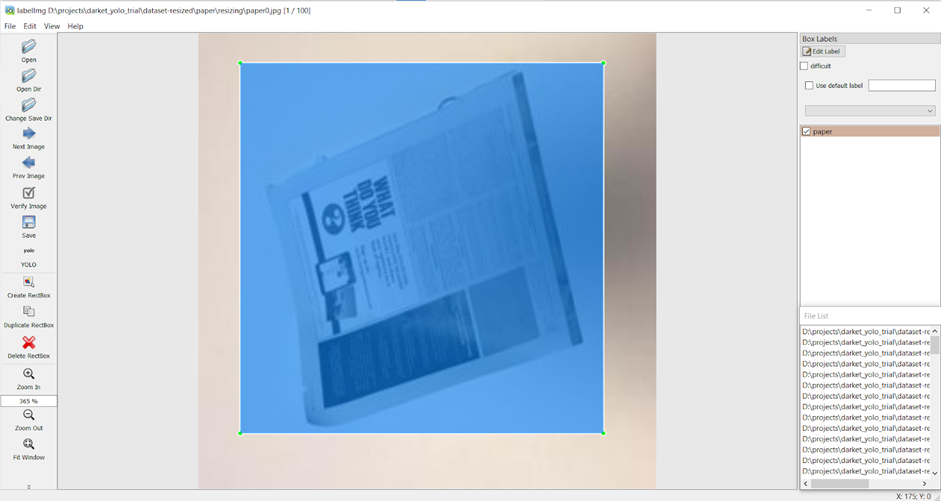 labelImg D:\projects\darket_yolo_trial\dataset-resized\paper\resizing\paper0.jpg [1 / 100]
File Edit View Help
Open
Open Dir
Change Save Dir
Next Image
Prev Image
Verify Image
Save
yolo
YOLO
Create RectBox
Duplicate RectBox
Delete RectBox
Zoom In
365 %
Zoom Out
Fit Window
WHAT
DO YOU
THINK
Box Labels
Edit Label
difficult
Use default label
paper
File List
D:\projects\darket_yolo_trial\dataset-re
D:\projects\darket_yolo_trial\dataset-re
D:\projects\darket_yolo_trial\dataset-re
D:\projects\darket_yolo_trial\dataset-re
D:\projects\darket_yolo_trial\dataset-re
D:\projects\darket_yolo_trial\dataset-re
D:\projects\darket_yolo_trial\dataset-re
D:\projects\darket_yolo_trial\dataset-re
D:\projects\darket_yolo_trial\dataset-re
D:\projects\darket_yolo_trial\dataset-re
D:\projects\darket_yolo_trial\dataset-re
D:\projects\darket_yolo_trial\dataset-re
D:\projects\darket_yolo_trial\dataset-re
D:\projects\darket_yolo_trial\dataset-re
X: 175; Y: 0